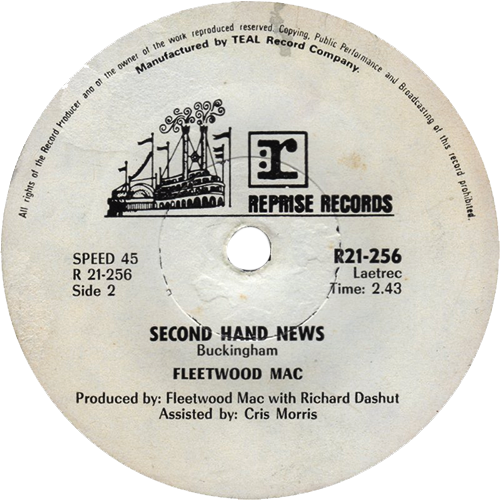 All rights of the Record Producer and of the owner of the work reproduced reserved. Copying, Public Performance and Broadcasting of this record prohibited.
Manufactured by TEAL Record Company.
:r
REPRISE RECORDS
SPEED 45
R 21-256
Side 2
R21-256
Laetrec
Time: 2.43
SECOND HAND NEWS
Buckingham
FLEETWOOD MAC
Produced by: Fleetwood Mac with Richard Dashut
Assisted by: Cris Morris